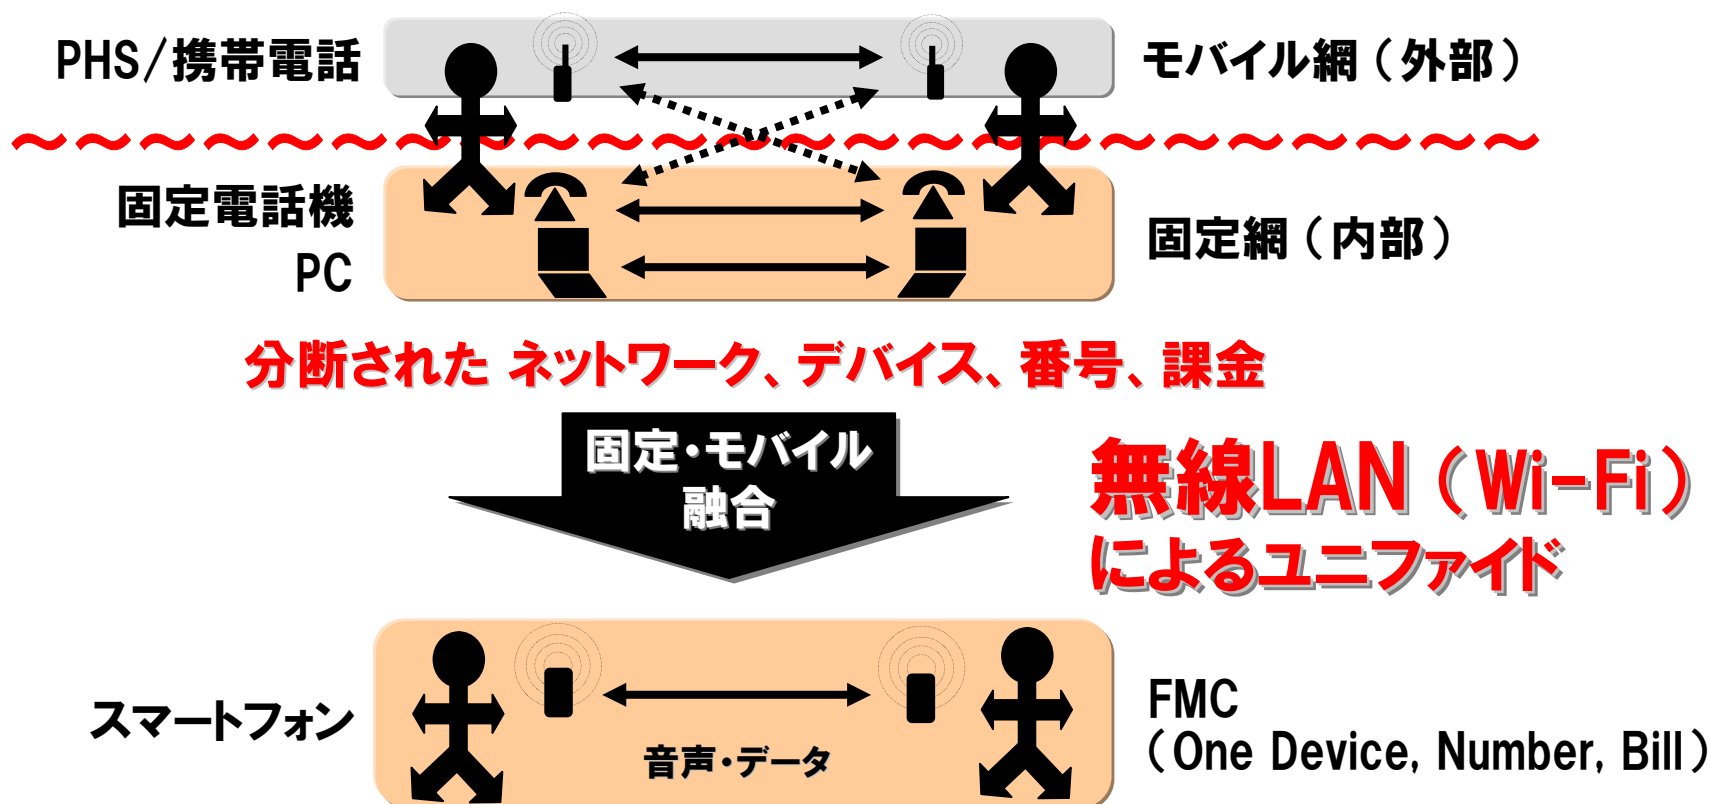 PHS/携帯電話
モバイル網（外部）
固定電話機
PC
固定網（内部）
分断された ネットワーク、デバイス、番号、課金
固定・モバイル
融合
無線LAN（Wi-Fi）
によるユニファイド
スマートフォン
音声・データ
FMC
（One Device, Number, Bill）